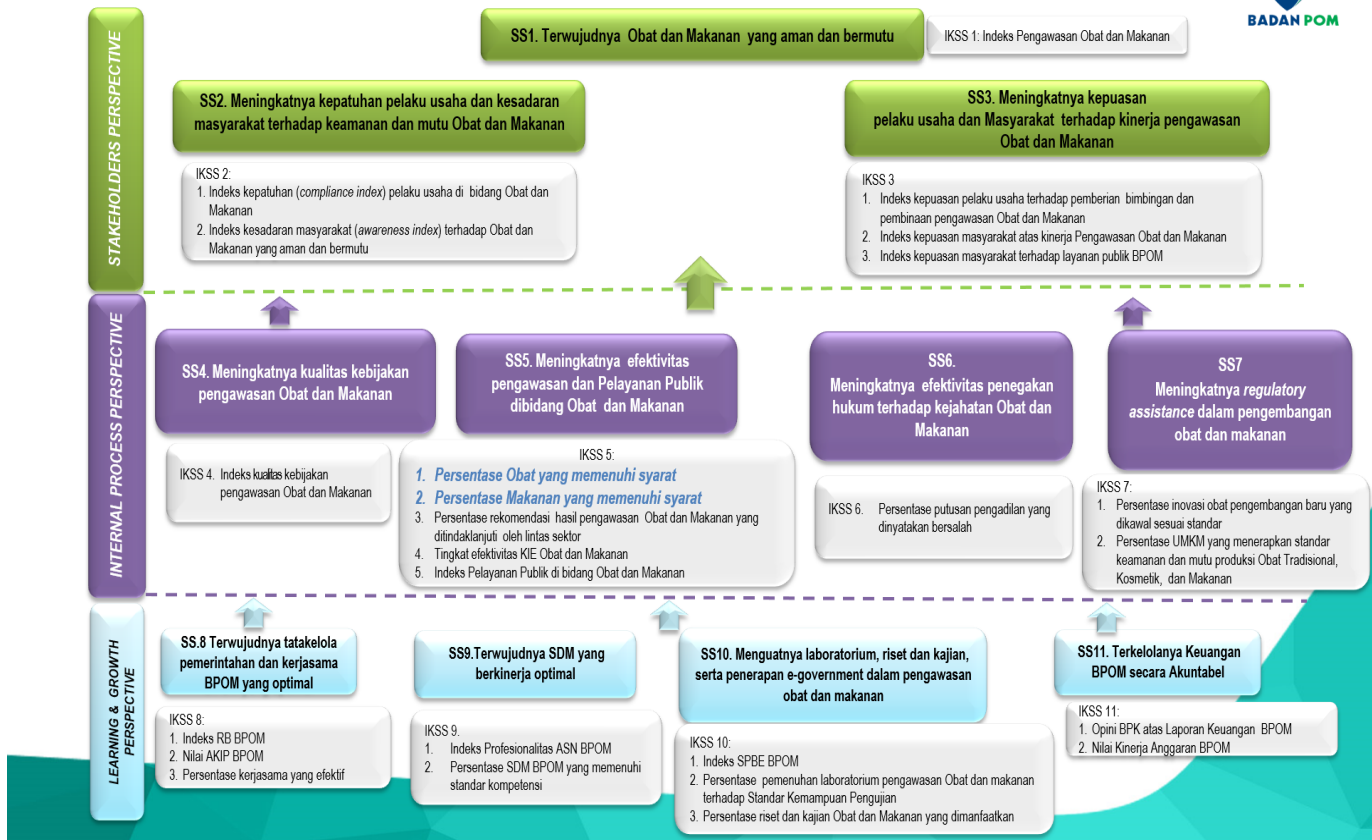 BADAN POM
STAKEHOLDERS PERSPECTIVE
SS1. Terwujudnya Obat dan Makanan yang aman dan bermutu
IKSS 1: Indeks Pengawasan Obat dan Makanan
SS2. Meningkatnya kepatuhan pelaku usaha dan kesadaran
masyarakat terhadap keamanan dan mutu Obat dan Makanan
IKSS 2:
1. Indeks kepatuhan (compliance index) pelaku usaha di bidang Obat dan
Makanan
2. Indeks kesadaran masyarakat (awareness index) terhadap Obat dan
Makanan yang aman dan bermutu
SS3. Meningkatnya kepuasan
pelaku usaha dan Masyarakat terhadap kinerja pengawasan
Obat dan Makanan
IKSS 3
1. Indeks kepuasan pelaku usaha terhadap pemberian bimbingan dan
pembinaan pengawasan Obat dan Makanan
2. Indeks kepuasan masyarakat atas kinerja Pengawasan Obat dan Makanan
3. Indeks kepuasan masyarakat terhadap layanan publik BPOM
INTERNAL PROCESS PERSPECTIVE
SS4. Meningkatnya kualitas kebijakan
pengawasan Obat dan Makanan
IKSS 4. Indeks kualitas kebijakan
pengawasan Obat dan Makanan
SS5. Meningkatnya efektivitas
pengawasan dan Pelayanan Publik
dibidang Obat dan Makanan
IKSS 5:
1. Persentase Obat yang memenuhi syarat
2. Persentase Makanan yang memenuhi syarat
3. Persentase rekomendasi hasil pengawasan Obat dan Makanan yang
ditindaklanjuti oleh lintas sektor
4. Tingkat efektivitas KIE Obat dan Makanan
5. Indeks Pelayanan Publik di bidang Obat dan Makanan
SS6.
Meningkatnya efektivitas penegakan
hukum terhadap kejahatan Obat dan
Makanan
IKSS 6. Persentase putusan pengadilan yang
dinyatakan bersalah
SS7
Meningkatnya regulatory
assistance dalam pengembangan
obat dan makanan
IKSS 7:
1. Persentase inovasi obat pengembangan baru yang
dikawal sesuai standar
2. Persentase UMKM yang menerapkan standar
keamanan dan mutu produksi Obat Tradisional,
Kosmetik, dan Makanan
LEARNING & GROWTH
PERSPECTIVE
SS.8 Terwujudnya tatakelola
pemerintahan dan kerjasama
BPOM yang optimal
IKSS 8:
1. Indeks RB BPOM
2. Nilai AKIP BPOM
3. Persentase kerjasama yang efektif
SS9.Terwujudnya SDM yang
berkinerja optimal
IKSS 9.
1. Indeks Profesionalitas ASN BPOM
2. Persentase SDM BPOM yang memenuhi
standar kompetensi
SS10. Menguatnya laboratorium, riset dan kajian,
serta penerapan e-government dalam pengawasan
obat dan makanan
IKSS 10:
1. Indeks SPBE BPOM
2. Persentase pemenuhan laboratorium pengawasan Obat dan makanan
terhadap Standar Kemampuan Pengujian
3. Persentase riset dan kajian Obat dan Makanan yang dimanfaatkan
SS11. Terkelolanya Keuangan
BPOM secara Akuntabel
IKSS 11:
1. Opini BPK atas Laporan Keuangan BPOM
2. Nilai Kinerja Anggaran BPOM